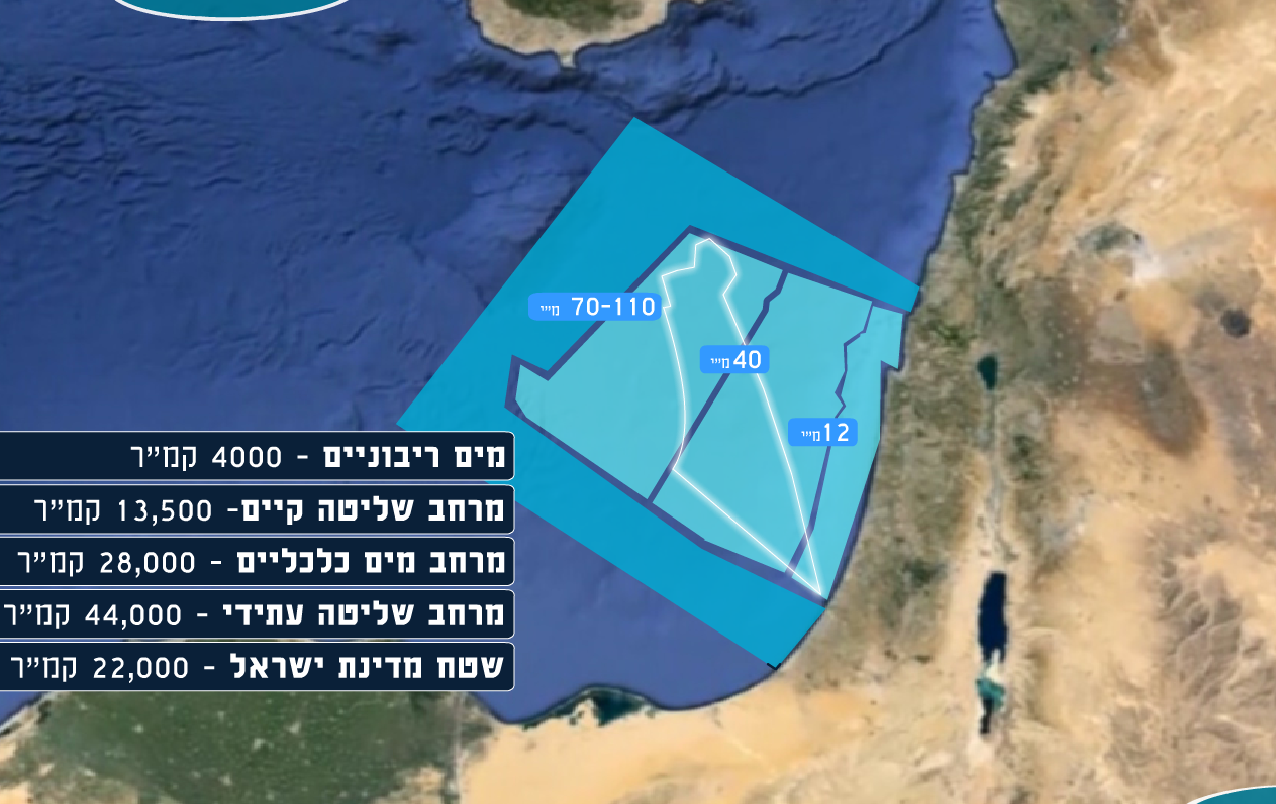 70-110 מ״י
40 מ״י
12 מ״י
מים ריבוניים - 4000 קמ״ר
מרחב שליטה קיים- 13,500 קמ״ר
מרחב מים כלכליים - 28,000 קמ״ר
מרחב שליטה עתידי - 44,000 קמ״ר
שטח מדינת ישראל - 22,000 קמ״ר